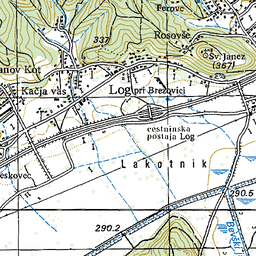 Ferove
Rosovše
337
Sv. Janez
(367)
anov Kot
Kačja vas
Log pri Brezovici
cestninska
postaja Log
Lakotnik
eskovec
290.5
290.2